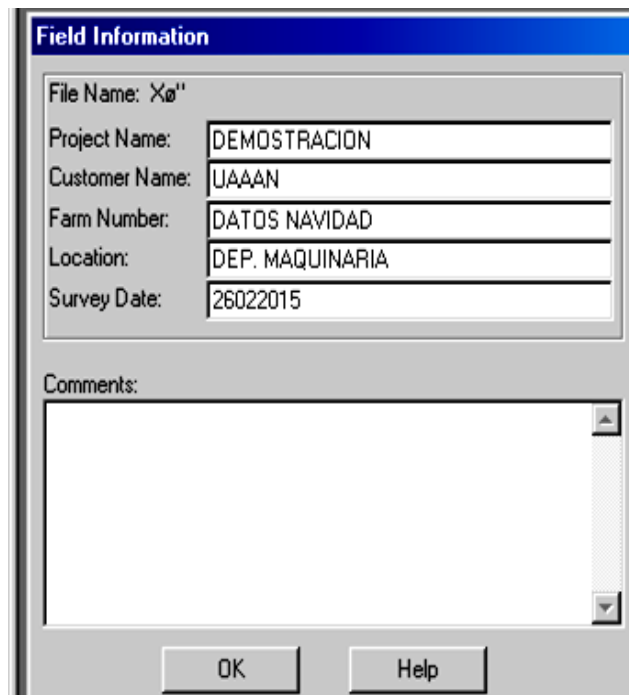 Field Information
File Name: Xø"
Project Name: DEMOSTRACION
Customer Name: UAAAN
Farm Number: DATOS NAVIDAD
Location: DEP. MAQUINARIA
Survey Date: 26022015
Comments:
OK Help